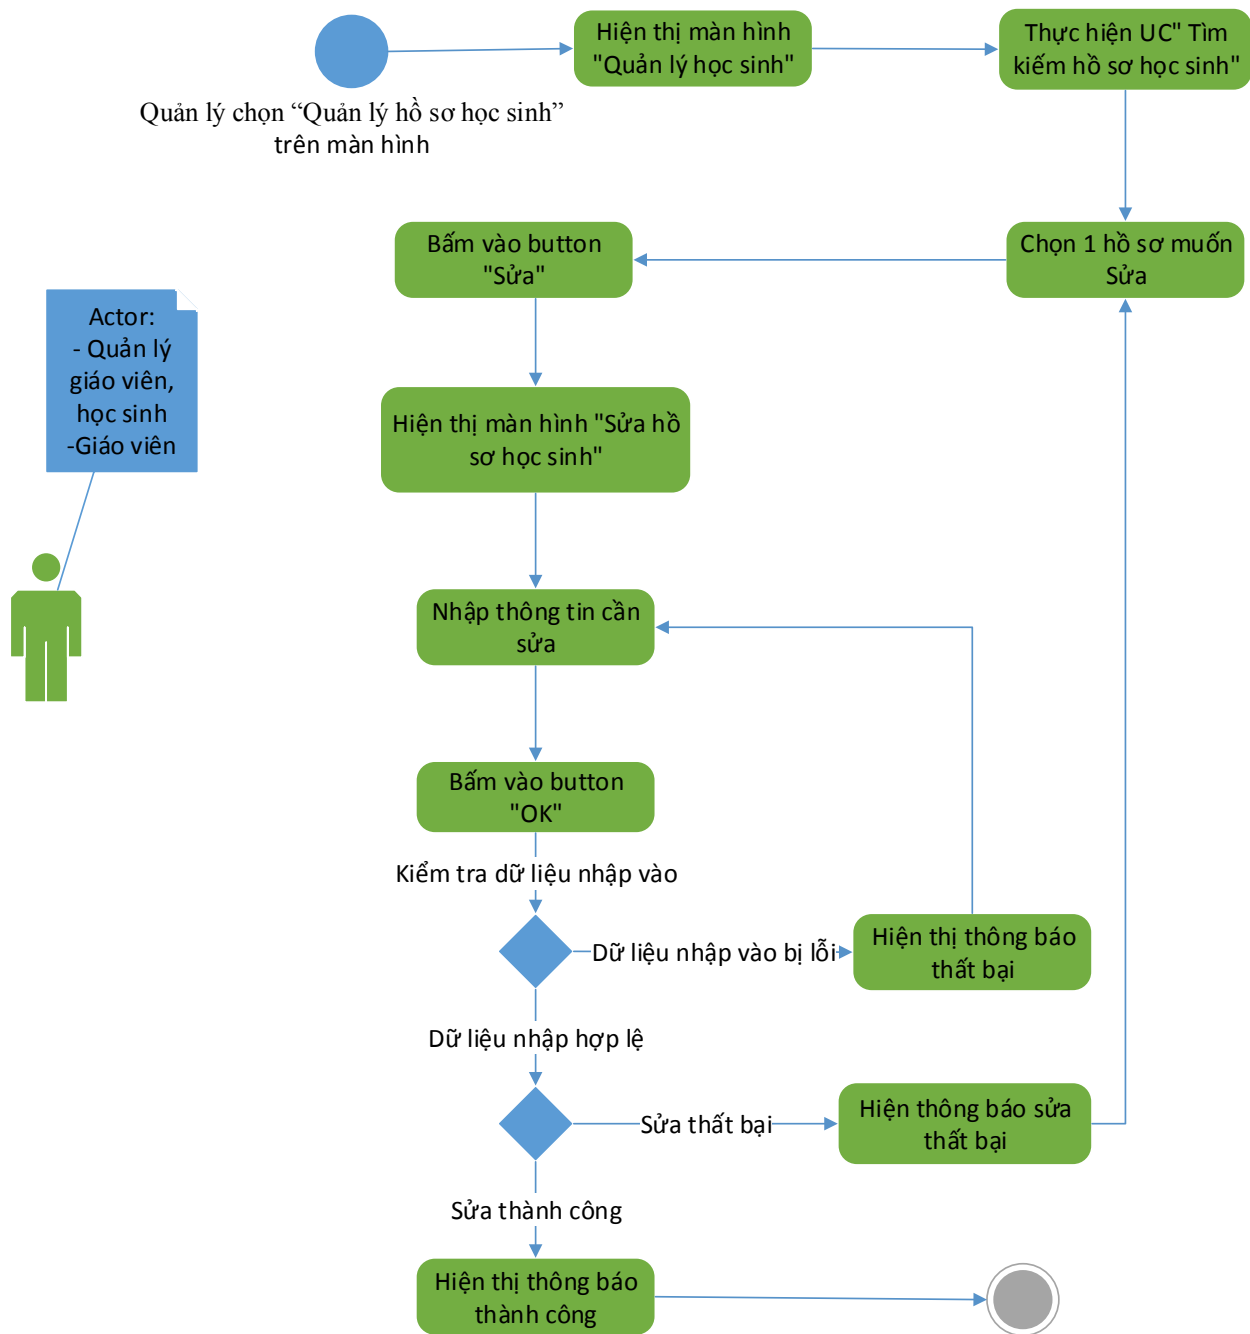 Hiện thị màn hình
"Quản lý học sinh"
Thực hiện UC" Tìm
kiếm hồ sơ học sinh"
Quản lý chọn “Quản lý hồ sơ học sinh”
trên màn hình
Bấm vào button
"Sửa"
Chọn 1 hồ sơ muốn
Sửa
Actor:
- Quản lý
giáo viên,
học sinh
-Giáo viên
Hiện thị màn hình "Sửa hồ
sơ học sinh"
Nhập thông tin cần
sửa
Bấm vào button
"OK"
Kiểm tra dữ liệu nhập vào
Dữ liệu nhập vào bị lỗi
Hiện thị thông báo
thất bại
Dữ liệu nhập hợp lệ
Sửa thất bại
Hiện thông báo sửa
thất bại
Sửa thành công
Hiện thị thông báo
thành công